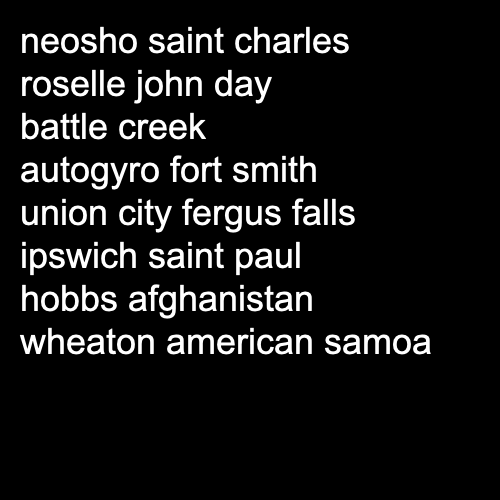 neosho saint charles
roselle john day
battle creek
autogyro fort smith
union city fergus falls
ipswich saint paul
hobbs afghanistan
wheaton american samoa